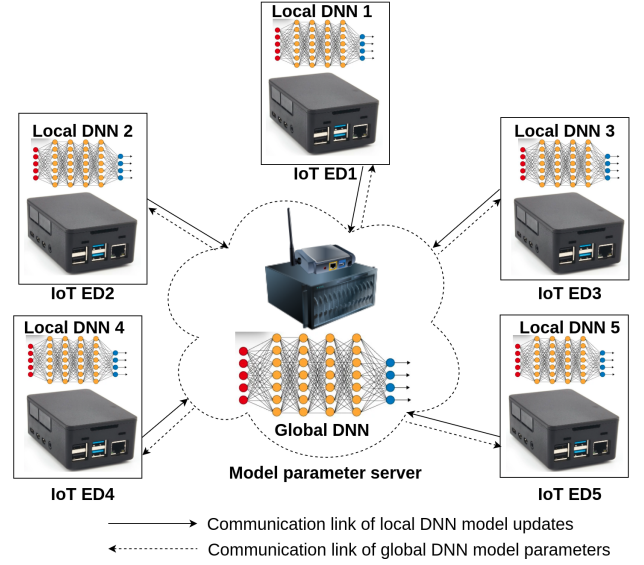 Local DNN 1
IoT ED1
Local DNN 2
IoT ED2
Local DNN 3
IoT ED3
Local DNN 4
IoT ED4
Local DNN 5
IoT ED5
Global DNN
Model parameter server
Communication link of local DNN model updates
Communication link of global DNN model parameters